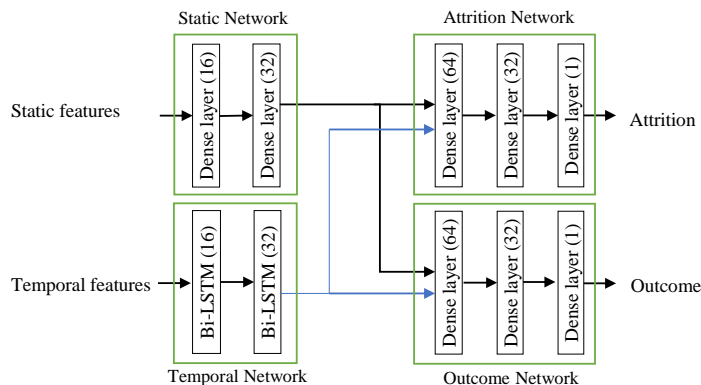 Static Network
Attrition Network
Static features
Dense layer (16)
Dense layer (32)
Dense layer (64)
Dense layer (32)
Dense layer (1)
Attrition
Temporal features
Bi-LSTM (16)
Bi-LSTM (32)
Dense layer (64)
Dense layer (32)
Dense layer (1)
Outcome
Temporal Network
Outcome Network